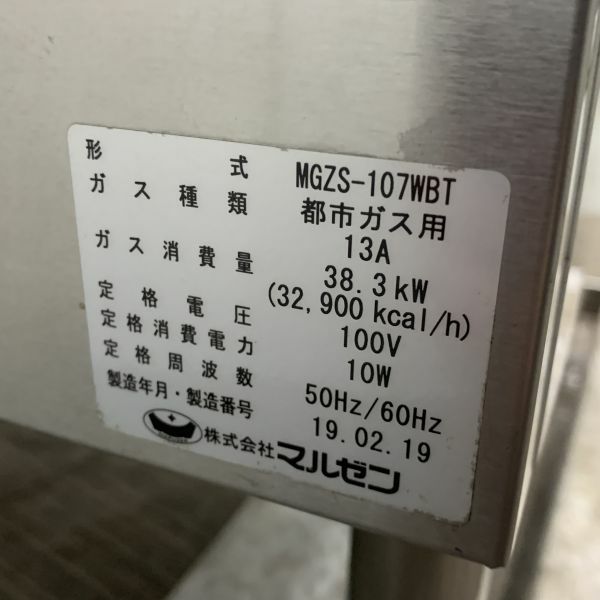 形式 MGZS-107WBT
ガス種類 都市ガス用
13A
ガス消費量 38.3kW
(32,900kcal/h)
定格電圧 100V
定格消費電力 10W
定格周波数 50Hz/60Hz
製造年月・製造番号 19.02.19
株式会社マルゼン